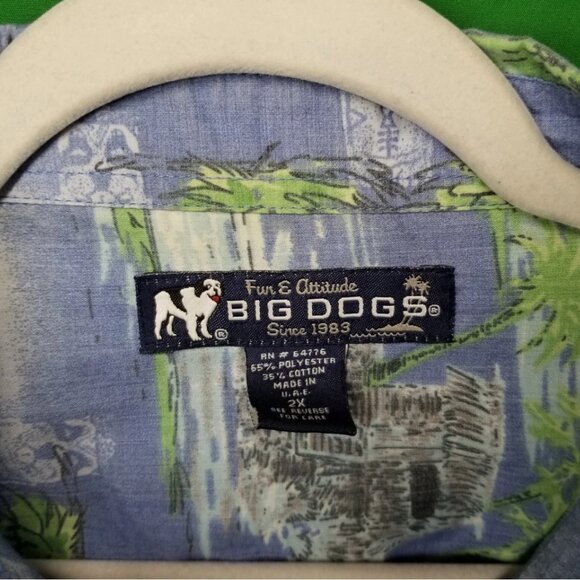 Fun & Attitude
BIG DOGS®
®
Since 1983
RN # 64776
65% POLYESTER
35% COTTON
MADE IN
U.A.E.
2X
SEE REVERSE
FOR CARE